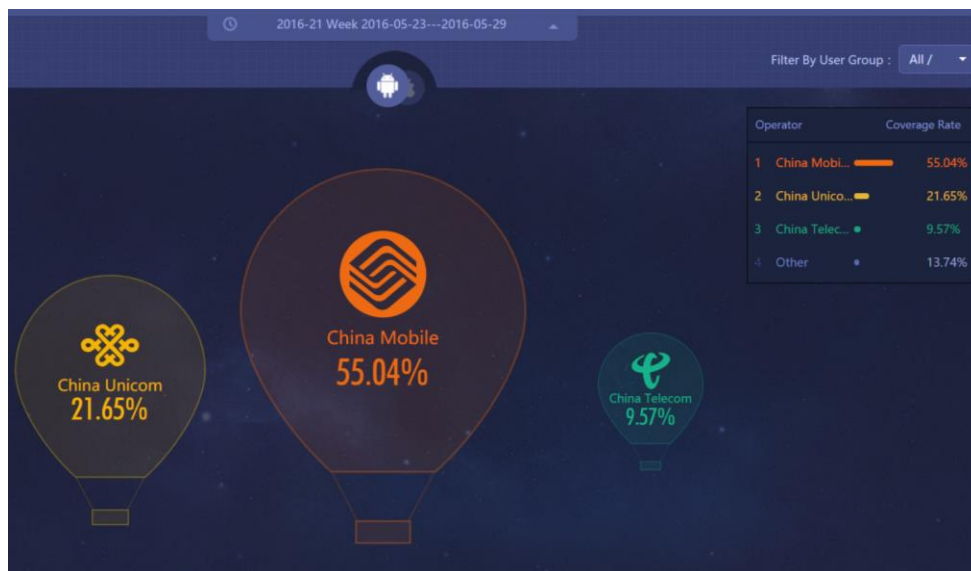 2016-21 Week 2016-05-23---2016-05-29
Filter By User Group : All /
Operator Coverage Rate
1 China Mobi... 55.04%
2 China Unico... 21.65%
3 China Telec... 9.57%
4 Other 13.74%
China Mobile
55.04%
China Unicom
21.65%
China Telecom
9.57%